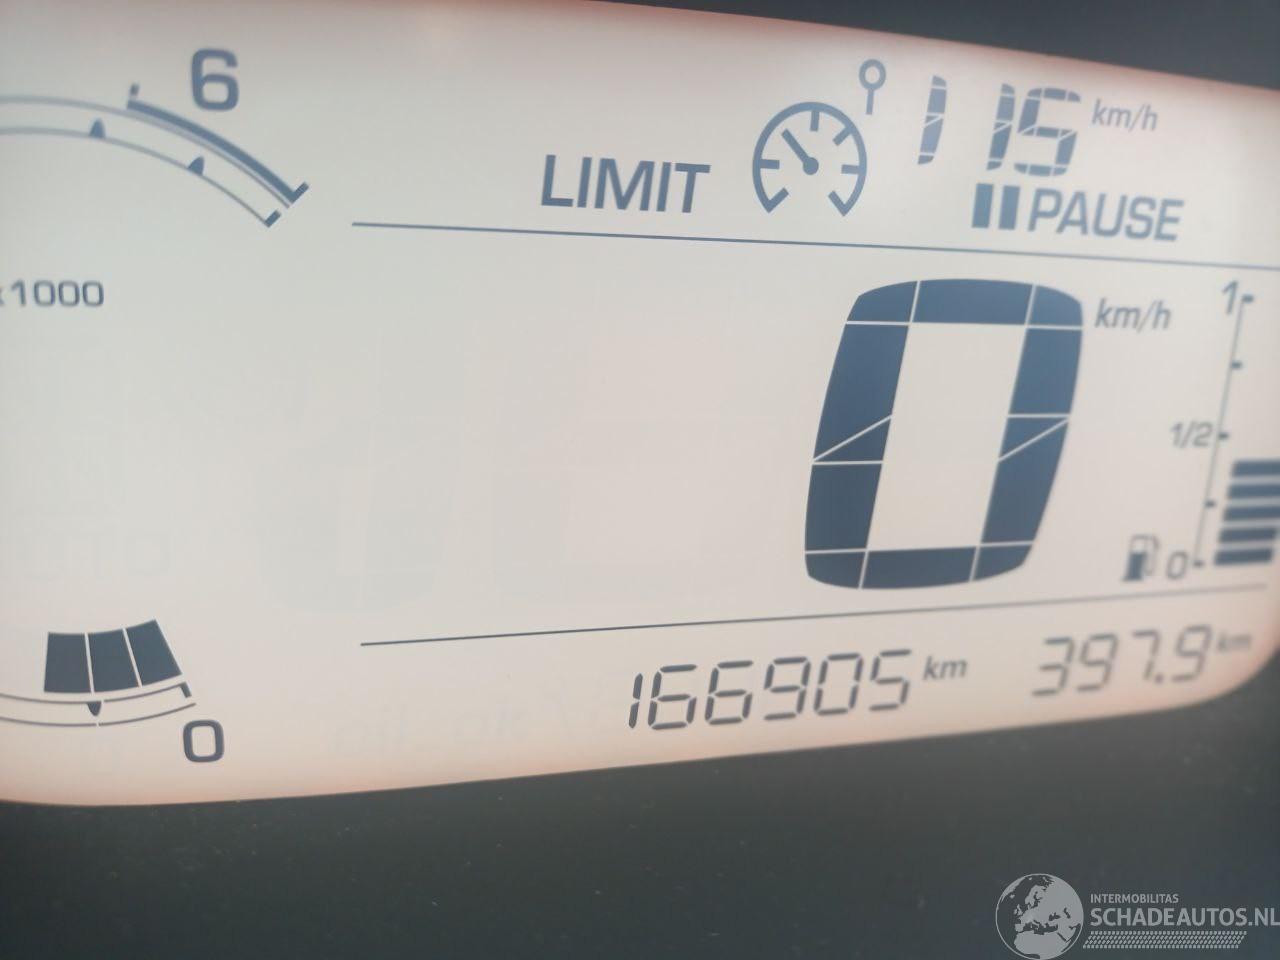 6
LIMIT 115 km/h
PAUSE
x1000
0 km/h
1
1/2
0
166905 km 397.9 km
0
INTERMOBILITAS
SCHADEAUTOS.NL